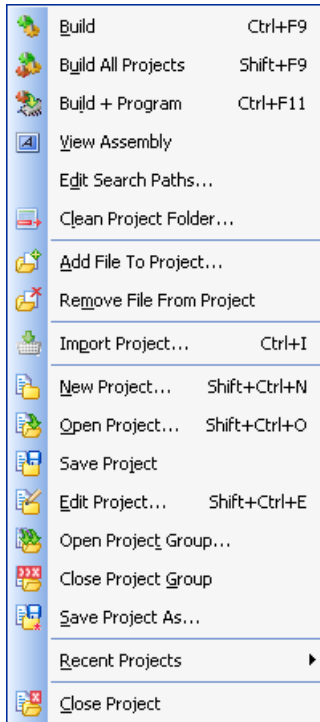 Build Ctrl+F9
Build All Projects Shift+F9
Build + Program Ctrl+F11
View Assembly
Edit Search Paths...
Clean Project Folder...
Add File To Project...
Remove File From Project
Import Project... Ctrl+I
New Project... Shift+Ctrl+N
Open Project... Shift+Ctrl+O
Save Project
Edit Project... Shift+Ctrl+E
Open Project Group...
Close Project Group
Save Project As...
Recent Projects
Close Project